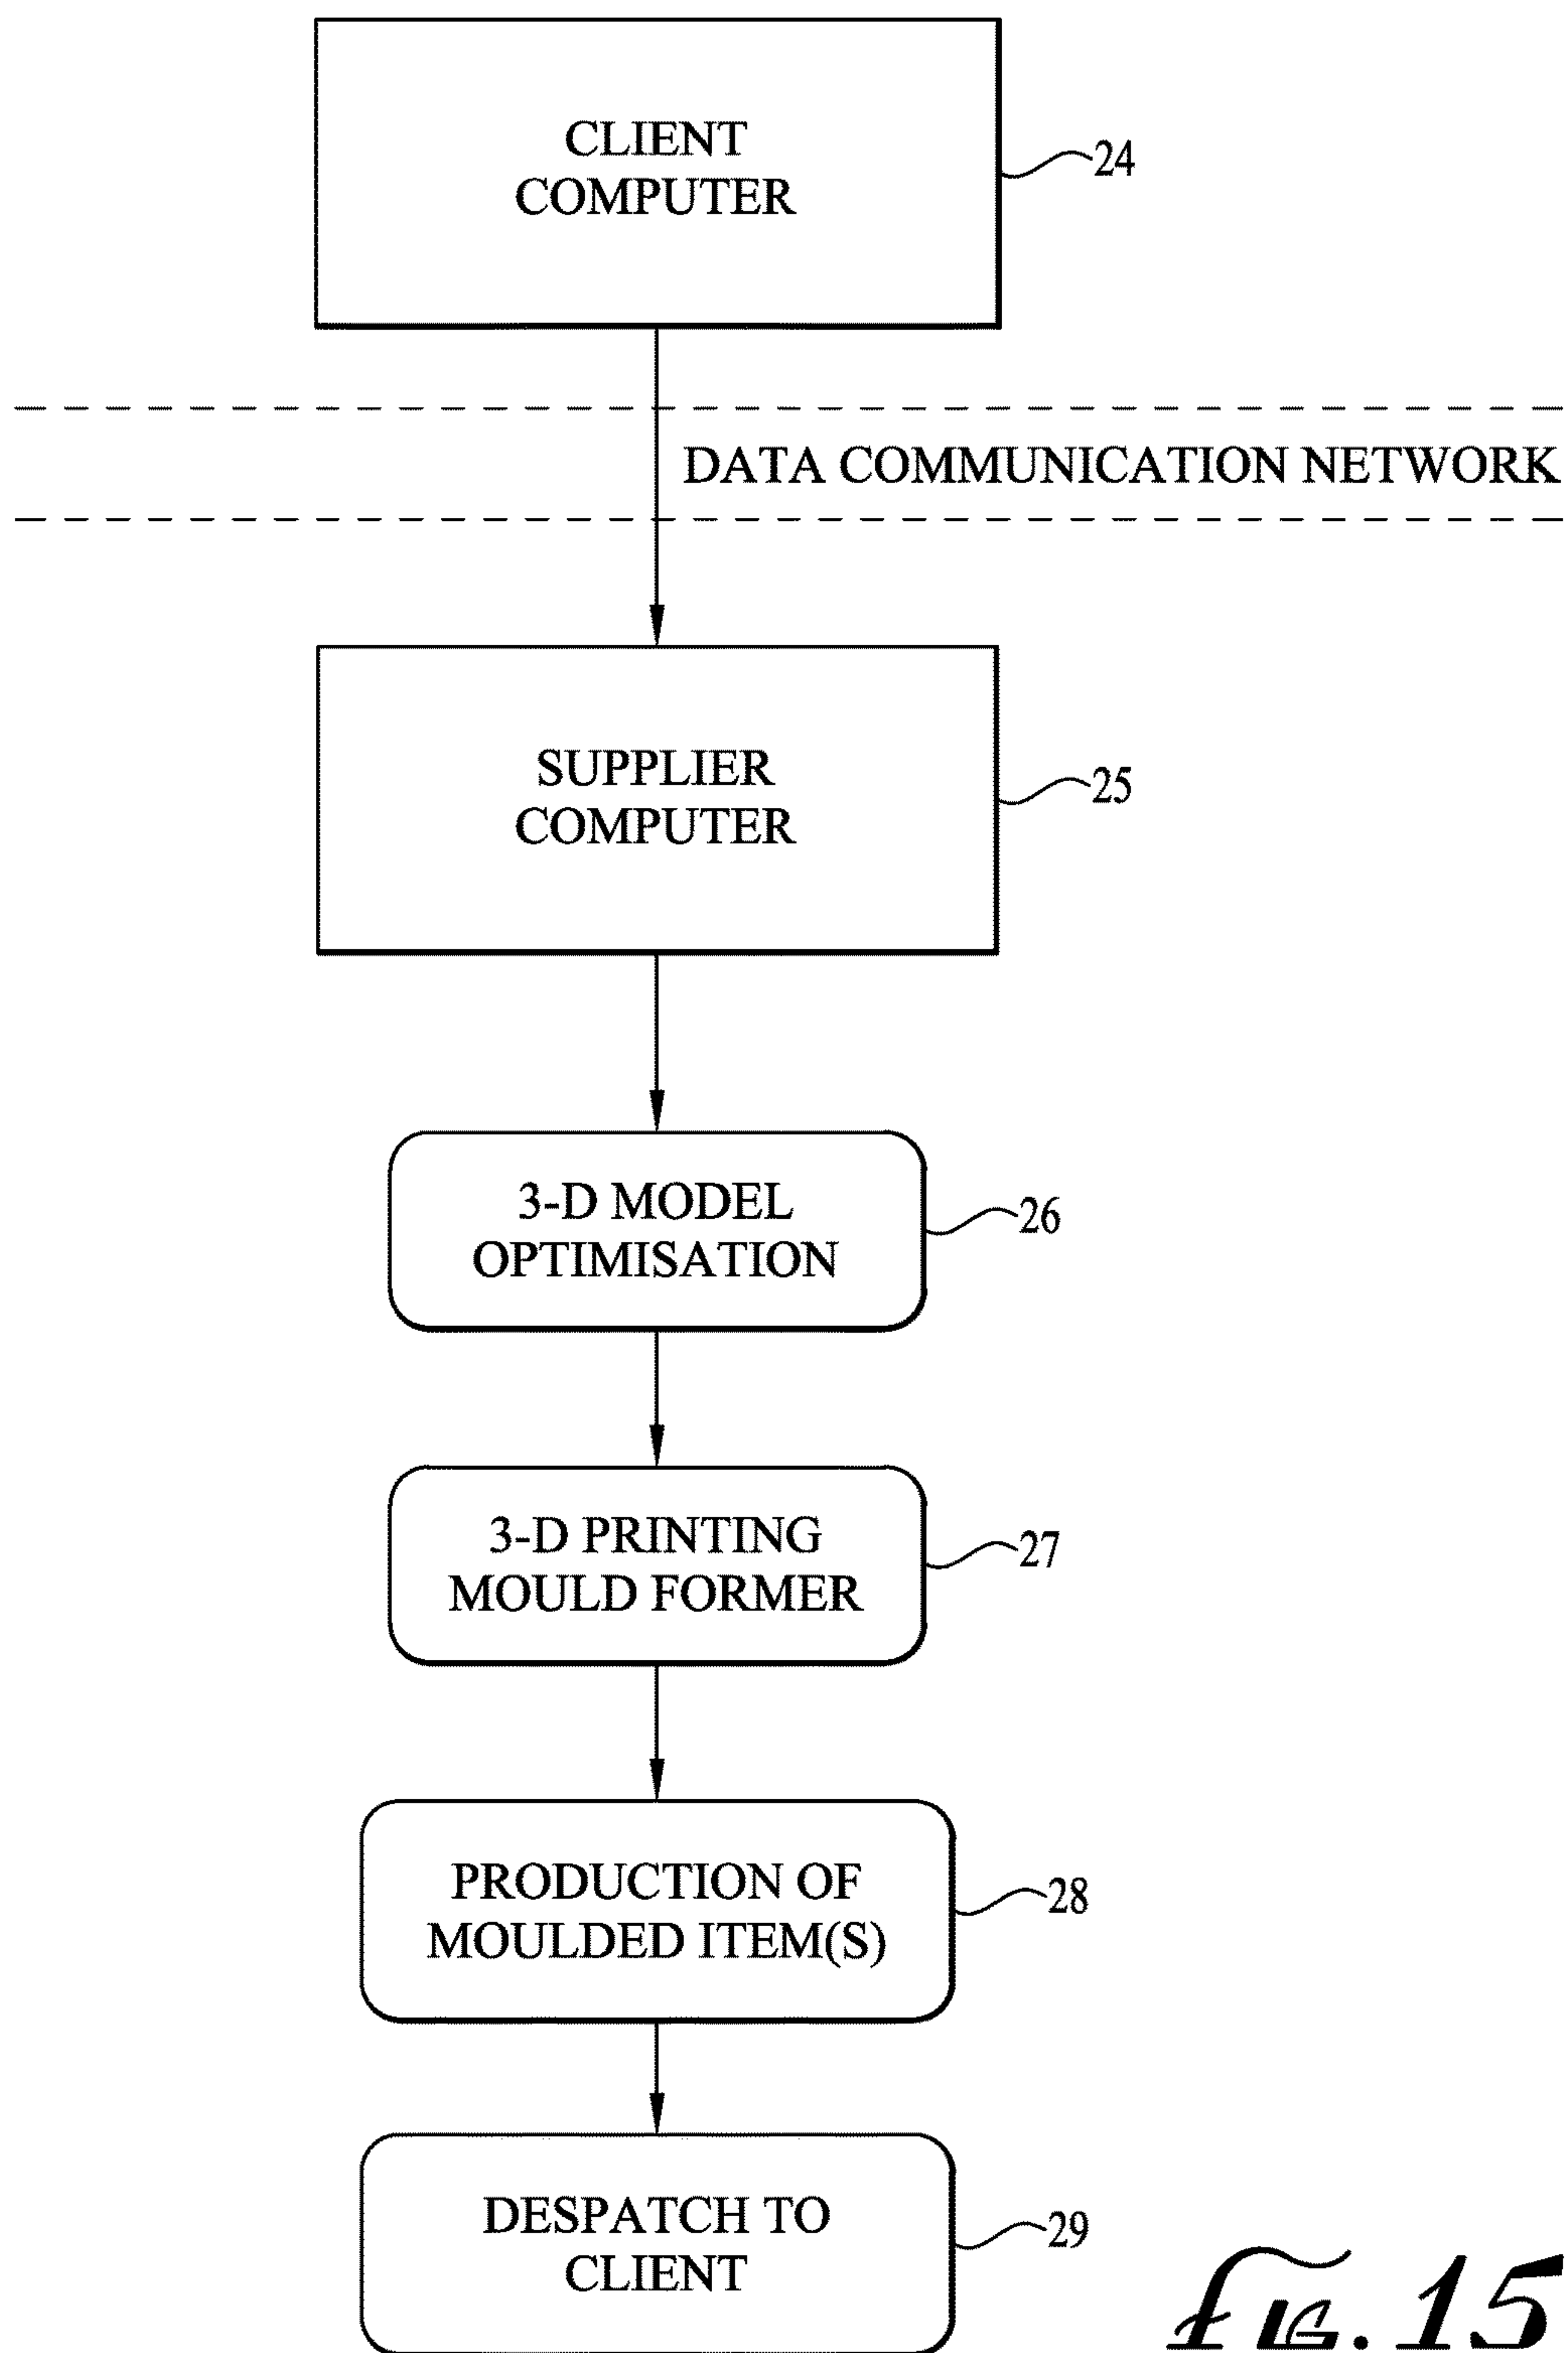 CLIENT
COMPUTER
24
DATA COMMUNICATION NETWORK
SUPPLIER
COMPUTER
25
3-D MODEL
OPTIMISATION
26
3-D PRINTING
MOULD FORMER
27
PRODUCTION OF
MOULDED ITEM(S)
28
DESPATCH TO
CLIENT
29
FIG. 15